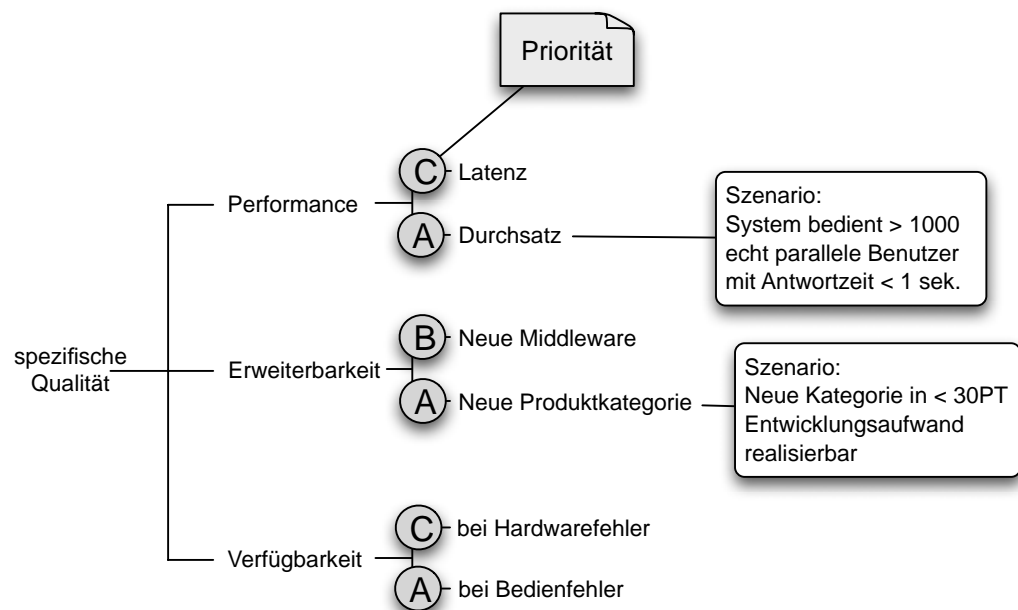 Priorität
C
Latenz
Performance
A
Durchsatz
Szenario:
System bedient > 1000
echt parallele Benutzer
mit Antwortzeit < 1 sek.
spezifische
Qualität
B
Neue Middleware
Erweiterbarkeit
A
Neue Produktkategorie
Szenario:
Neue Kategorie in < 30PT
Entwicklungsaufwand
realisierbar
C
bei Hardwarefehler
Verfügbarkeit
A
bei Bedienfehler